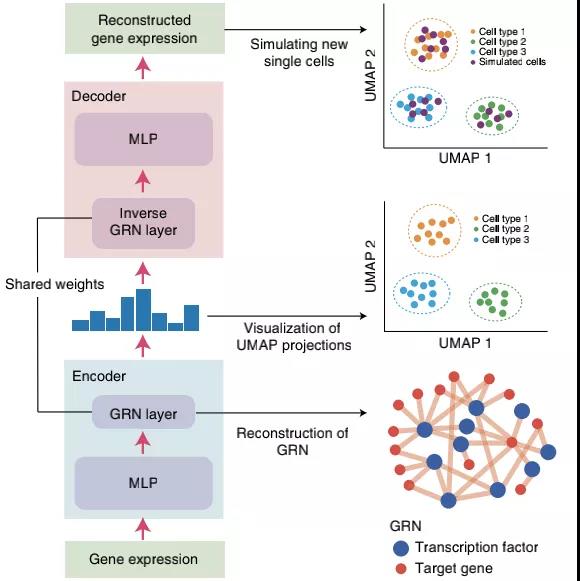 Reconstructed
gene expression
Simulating new
single cells
UMAP 2
Cell type 1
Cell type 2
Cell type 3
Simulated cells
UMAP 1
Decoder
MLP
Inverse
GRN layer
Shared weights
Visualization of
UMAP projections
UMAP 2
Cell type 1
Cell type 2
Cell type 3
UMAP 1
Encoder
GRN layer
Reconstruction of
GRN
MLP
Gene expression
GRN
Transcription factor
Target gene